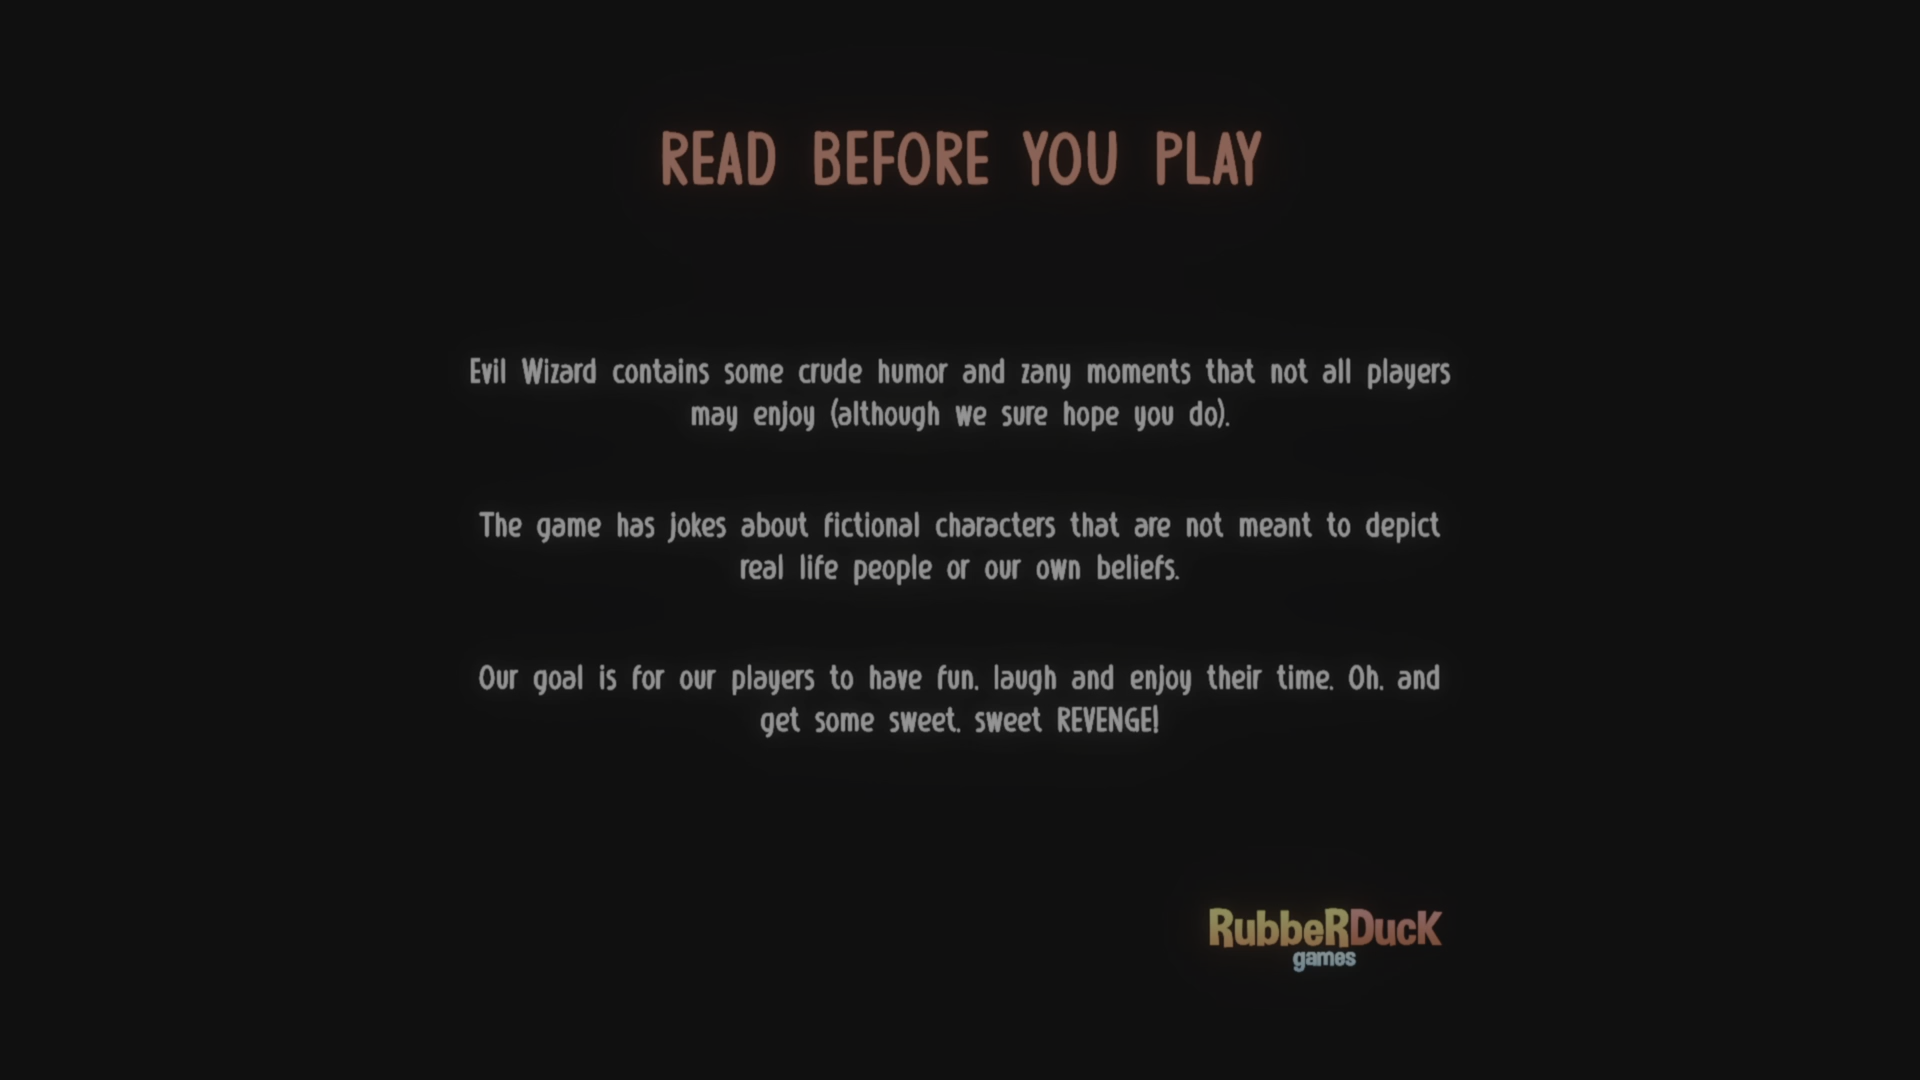 READ BEFORE YOU PLAY
Evil Wizard contains some crude humor and zany moments that not all players
may enjoy (although we sure hope you do).
The game has jokes about fictional characters that are not meant to depict
real life people or our own beliefs.
Our goal is for our players to have fun, laugh and enjoy their time. Oh, and
get some sweet, sweet REVENGE!
RubbeRDucK
games